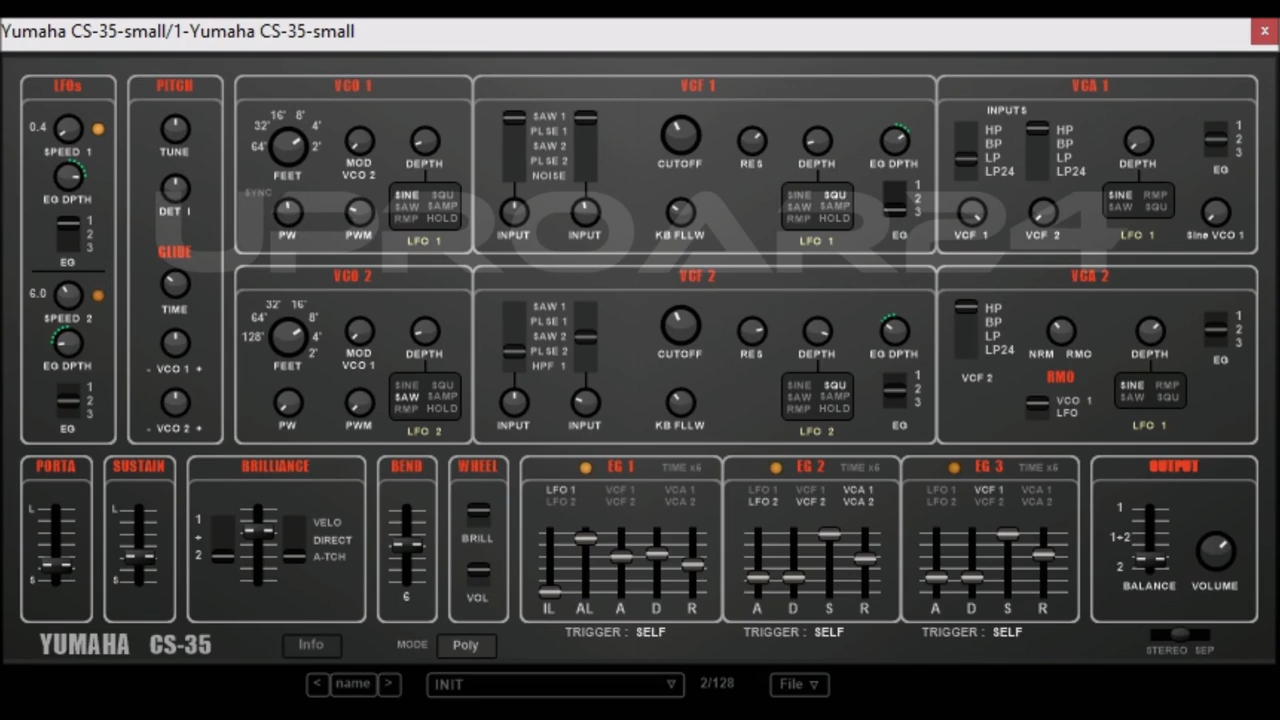 Yumaha CS-35-small/1-Yumaha CS-35-small
x
LFOs
0.4
SPEED 1
EG DPTH
1
2
3
EG
6.0
SPEED 2
EG DPTH
1
2
3
EG
PITCH
TUNE
DET 1
GLIDE
TIME
- VCO 1 +
- VCO 2 +
VCO 1
16' 8'
32' 4'
64' 2'
FEET
MOD
VCO 2
DEPTH
SYNC
PW
PWM
SINE SQU
SAW SAMP
RMP HOLD
LFO 1
VCF 1
SAW 1
PLSE 1
SAW 2
PLSE 2
NOISE
INPUT
INPUT
CUTOFF
RES
DEPTH
EG DPTH
KB FLLW
SINE SQU
SAW SAMP
RMP HOLD
LFO 1
1
2
3
EG
VCA 1
INPUTS
HP
BP
LP
LP24
HP
BP
LP
LP24
DEPTH
1
2
3
EG
VCF 1
VCF 2
SINE RMP
SAW SQU
LFO 1
Sine VCO 1
UPROAR24
VCO 2
32' 16'
64' 8'
128' 4'
2'
FEET
MOD
VCO 1
DEPTH
PW
PWM
SINE SQU
SAW SAMP
RMP HOLD
LFO 2
VCF 2
SAW 1
PLSE 1
SAW 2
PLSE 2
HPF 1
INPUT
INPUT
CUTOFF
RES
DEPTH
EG DPTH
KB FLLW
SINE SQU
SAW SAMP
RMP HOLD
LFO 2
1
2
3
EG
VCA 2
HP
BP
LP
LP24
VCF 2
NRM RMO
RMO
VCO 1
LFO
DEPTH
SINE RMP
SAW SQU
LFO 1
1
2
3
EG
PORTA
L
S
SUSTAIN
L
S
BRILLIANCE
1
+
2
VELO
DIRECT
A-TCH
BEND
6
WHEEL
BRILL
VOL
EG 1 TIME x6
LFO 1 VCF 1 VCA 1
LFO 2 VCF 2 VCA 2
IL AL A D R
TRIGGER : SELF
EG 2 TIME x6
LFO 1 VCF 1 VCA 1
LFO 2 VCF 2 VCA 2
A D S R
TRIGGER : SELF
EG 3 TIME x6
LFO 1 VCF 1 VCA 1
LFO 2 VCF 2 VCA 2
A D S R
TRIGGER : SELF
OUTPUT
1
1+2
2
BALANCE
VOLUME
STEREO SEP
YUMAHA CS-35
Info
MODE Poly
< name > INIT 2/128 File